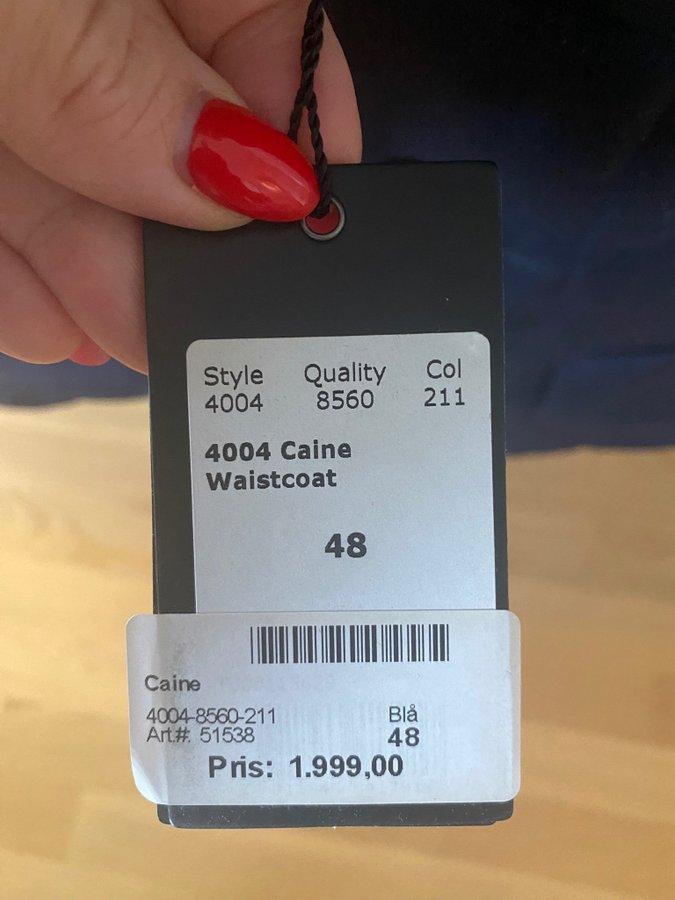 Style Quality Col
4004 8560 211
4004 Caine
Waistcoat
48
Caine
4004-8560-211 Blå
Art.#: 51538 48
Pris: 1.999,00